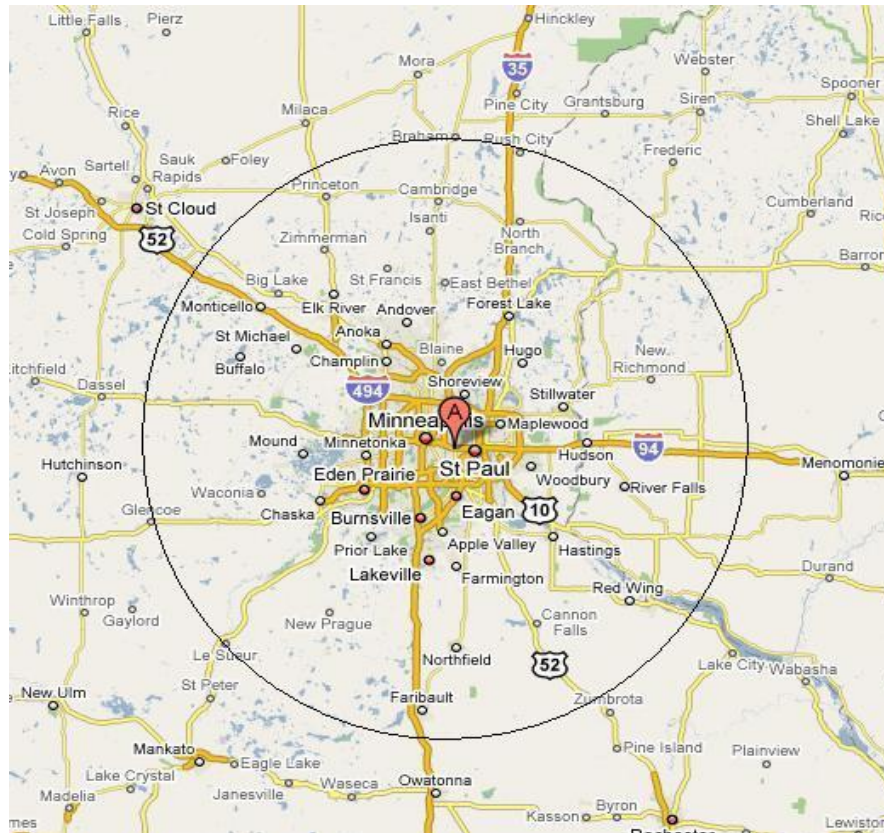 Little Falls
Pierz
Hinckley
Mora
35
Webster
Pine City
Grantsburg
Siren
Spooner
Rice
Milaca
Shell Lake
Braham
Rush City
Foley
Frederic
Avon
Sartell
Sauk
Rapids
Princeton
Cambridge
St Joseph
St Cloud
Isanti
Cumberland
Cold Spring
52
Zimmerman
North
Branch
Barron
St Francis
East Bethel
Big Lake
Monticello
Elk River
Andover
Forest Lake
St Michael
Anoka
Buffalo
Champlin
Blaine
Hugo
New
Richmond
Litchfield
Dassel
494
Shoreview
Stillwater
A
Minneapolis
Maplewood
Mound
Minnetonka
Hudson
94
Hutchinson
Eden Prairie
St Paul
Menomonie
Waconia
Woodbury
River Falls
Glencoe
Chaska
Burnsville
Eagan
10
Prior Lake
Apple Valley
Hastings
Lakeville
Farmington
Durand
Winthrop
Gaylord
New Prague
Red Wing
Cannon
Falls
Le Sueur
Northfield
52
Lake City
Wabasha
New Ulm
St Peter
Faribault
Zumbrota
Mankato
Eagle Lake
Pine Island
Plainview
Lake Crystal
Janesville
Waseca
Owatonna
Madelia
Kasson
Byron
Rochester
Lewiston